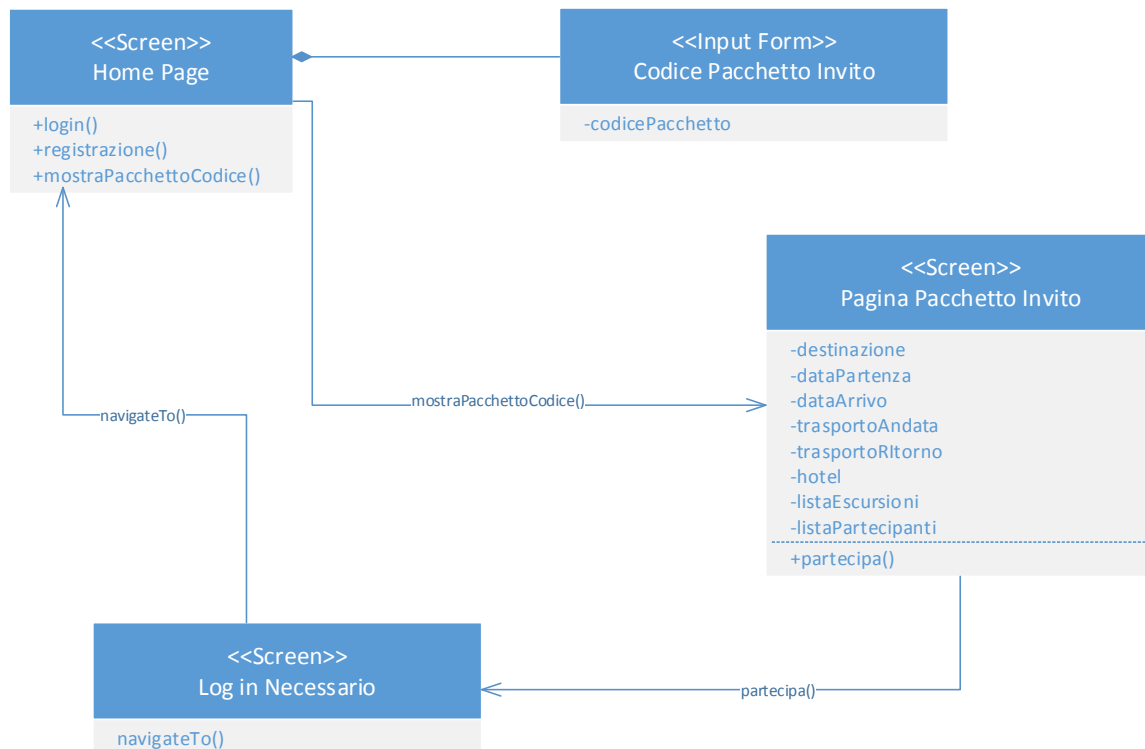 <<Screen>>
Home Page
+login()
+registrazione()
+mostraPacchettoCodice()
<<Input Form>>
Codice Pacchetto Invito
-codicePacchetto
<<Screen>>
Pagina Pacchetto Invito
-destinazione
-dataPartenza
-dataArrivo
-trasportoAndata
-trasportoRItorno
-hotel
-listaEscursioni
-listaPartecipanti
+partecipa()
mostraPacchettoCodice()
navigateTo()
<<Screen>>
Log in Necessario
navigateTo()
partecipa()